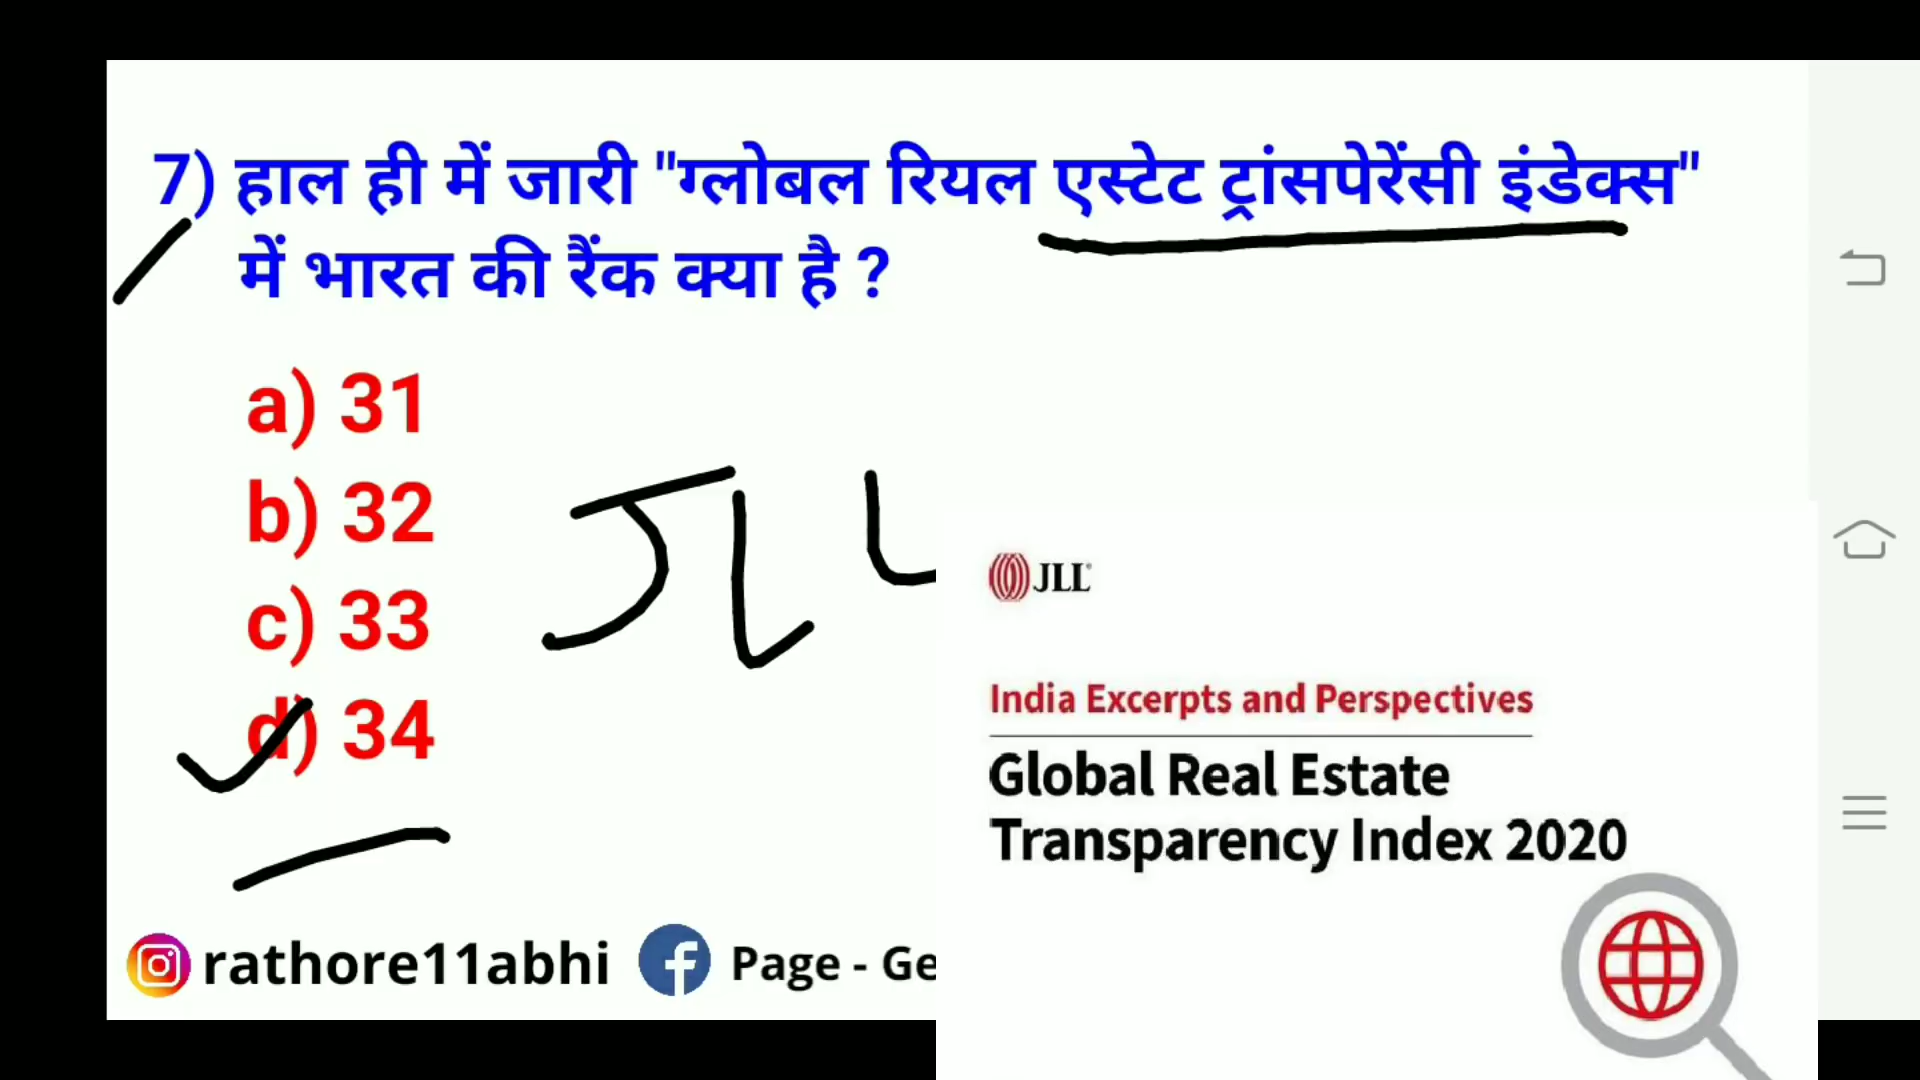 7) हाल ही में जारी "ग्लोबल रियल एस्टेट ट्रांसपेरेंसी इंडेक्स"
में भारत की रैंक क्या है ?
a) 31
b) 32
c) 33
d) 34
JLL
JLL
India Excerpts and Perspectives
Global Real Estate
Transparency Index 2020
rathore11abhi
Page - Ge